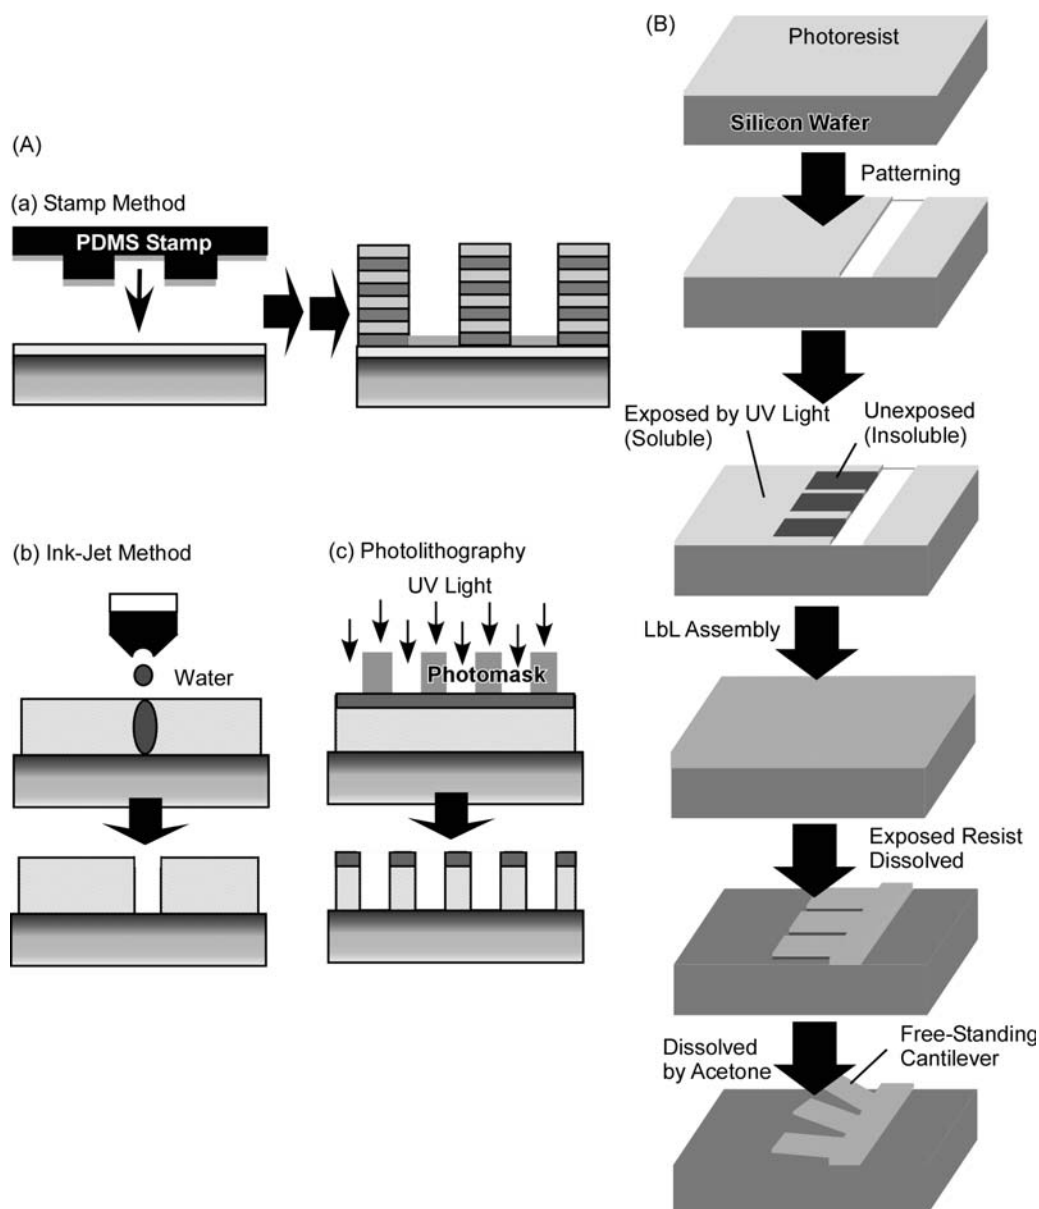 (A)
(a) Stamp Method
PDMS Stamp
(b) Ink-Jet Method
Water
(c) Photolithography
UV Light
Photomask
(B)
Photoresist
Silicon Wafer
Patterning
Exposed by UV Light
(Soluble)
Unexposed
(Insoluble)
LbL Assembly
Exposed Resist
Dissolved
Dissolved
by Acetone
Free-Standing
Cantilever